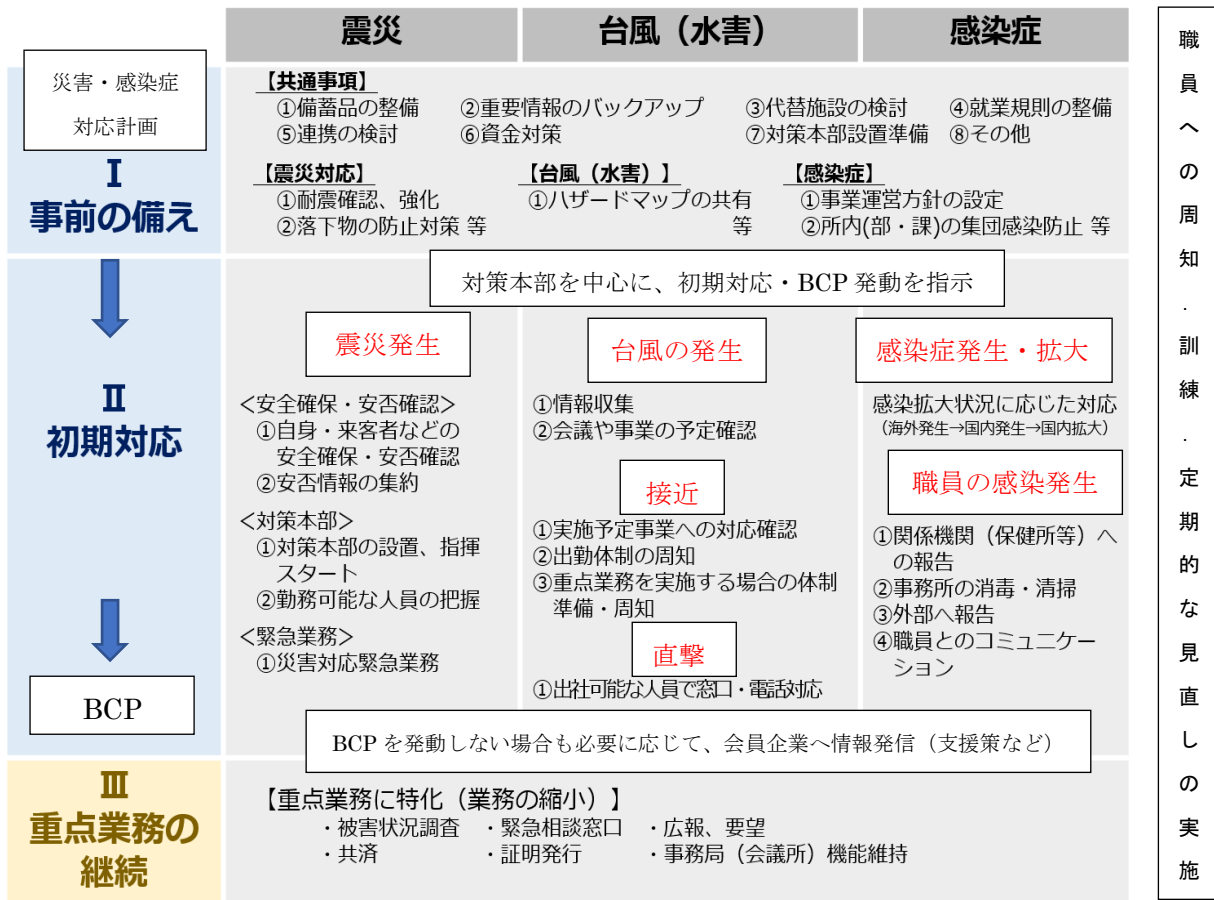 震災
台風（水害）
感染症
災害・感染症
対応計画
Ⅰ
事前の備え
【共通事項】
①備蓄品の整備 ②重要情報のバックアップ ③代替施設の検討 ④就業規則の整備
⑤連携の検討 ⑥資金対策 ⑦対策本部設置準備 ⑧その他
【震災対応】
①耐震確認、強化
②落下物の防止対策 等
【台風（水害）】
①ハザードマップの共有
等
【感染症】
①事業運営方針の設定
②所内(部・課)の集団感染防止 等
対策本部を中心に、初期対応・BCP 発動を指示
Ⅱ
初期対応
震災発生
＜安全確保・安否確認＞
①自身・来客者などの
安全確保・安否確認
②安否情報の集約
＜対策本部＞
①対策本部の設置、指揮
スタート
②勤務可能な人員の把握
＜緊急業務＞
①災害対応緊急業務
台風の発生
①情報収集
②会議や事業の予定確認
接近
①実施予定事業への対応確認
②出勤体制の周知
③重点業務を実施する場合の体制
準備・周知
直撃
①出社可能な人員で窓口・電話対応
感染症発生・拡大
感染拡大状況に応じた対応
（海外発生→国内発生→国内拡大）
職員の感染発生
①関係機関（保健所等）へ
の報告
②事務所の消毒・清掃
③外部へ報告
④職員とのコミュニケー
ション
BCP
BCP を発動しない場合も必要に応じて、会員企業へ情報発信（支援策など）
Ⅲ
重点業務の
継続
【重点業務に特化（業務の縮小）】
・被害状況調査 ・緊急相談窓口 ・広報、要望
・共済 ・証明発行 ・事務局（会議所）機能維持
職員への周知．訓練．定期的な見直しの実施